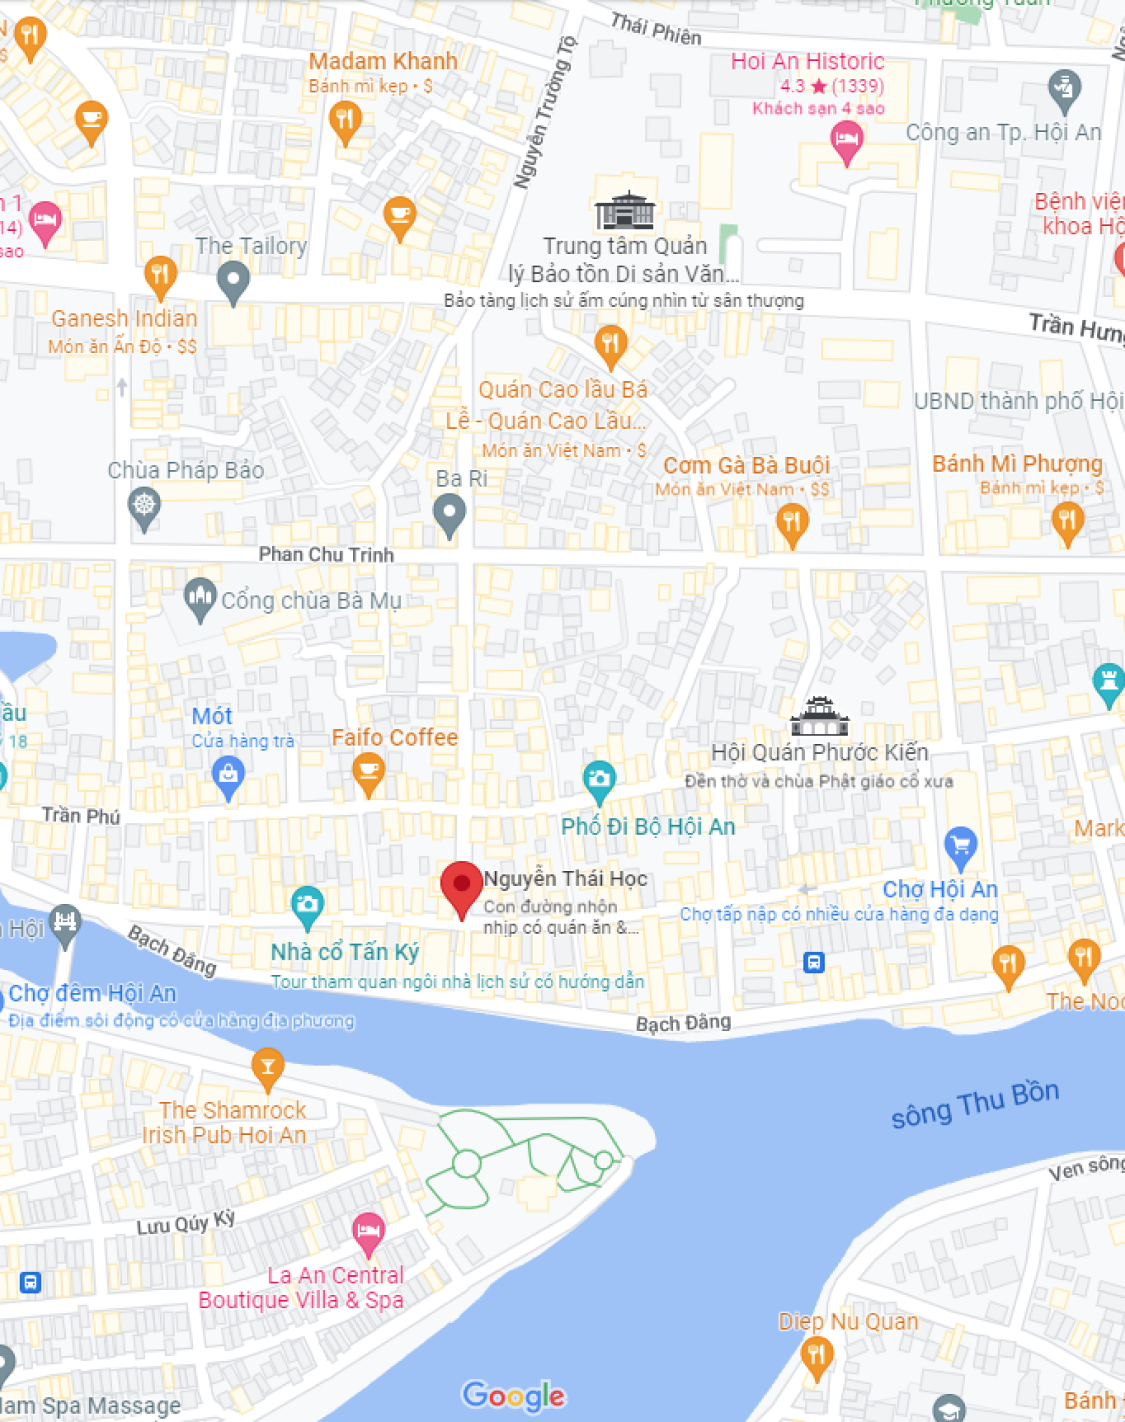 Thái Phiên
Madam Khanh
Bánh mì kẹp • $
Nguyễn Trường Tộ
Hoi An Historic
4.3 ★ (1339)
Khách sạn 4 sao
Công an Tp. Hội An
Bệnh viện
khoa Hộ
n 1
14)
sao
The Tailory
Trung tâm Quản
lý Bảo tồn Di sản Văn...
Bảo tàng lịch sử ấm cúng nhìn từ sân thượng
Ganesh Indian
Món ăn Ấn Độ • $$
Trần Hưng
Quán Cao lầu Bá
Lễ - Quán Cao Lầu...
Món ăn Việt Nam • $
UBND thành phố Hội
Chùa Pháp Bảo
Ba Ri
Cơm Gà Bà Buội
Món ăn Việt Nam • $$
Bánh Mì Phượng
Bánh mì kẹp • $
Phan Chu Trinh
Cổng chùa Bà Mụ
ầu
18
Mót
Cửa hàng trà
Faifo Coffee
Hội Quán Phước Kiến
Đền thờ và chùa Phật giáo cổ xưa
Trần Phú
Phố Đi Bộ Hội An
Mark
Nguyễn Thái Học
Con đường nhộn
nhịp có quán ăn &...
Chợ Hội An
Chợ tấp nập có nhiều cửa hàng đa dạng
Hội
Bạch Đằng
Nhà cổ Tấn Ký
Tour tham quan ngôi nhà lịch sử có hướng dẫn
Chợ đêm Hội An
Địa điểm sôi động có cửa hàng địa phương
The Noo
Bạch Đằng
The Shamrock
Irish Pub Hoi An
sông Thu Bồn
Ven sông
Lưu Qúy Kỳ
La An Central
Boutique Villa & Spa
Diep Nu Quan
Google
Nam Spa Massage
Bánh